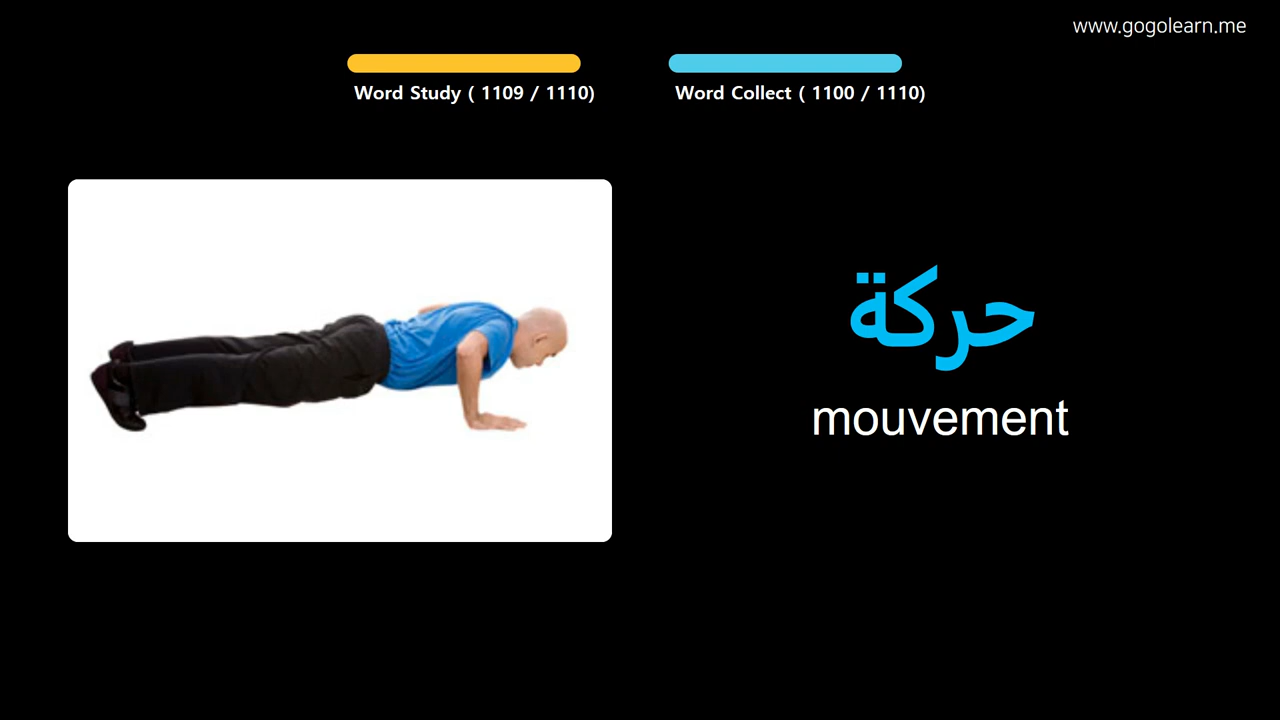 www.gogolearn.me
Word Study ( 1109 / 1110)
Word Collect ( 1100 / 1110)
حركة
mouvement